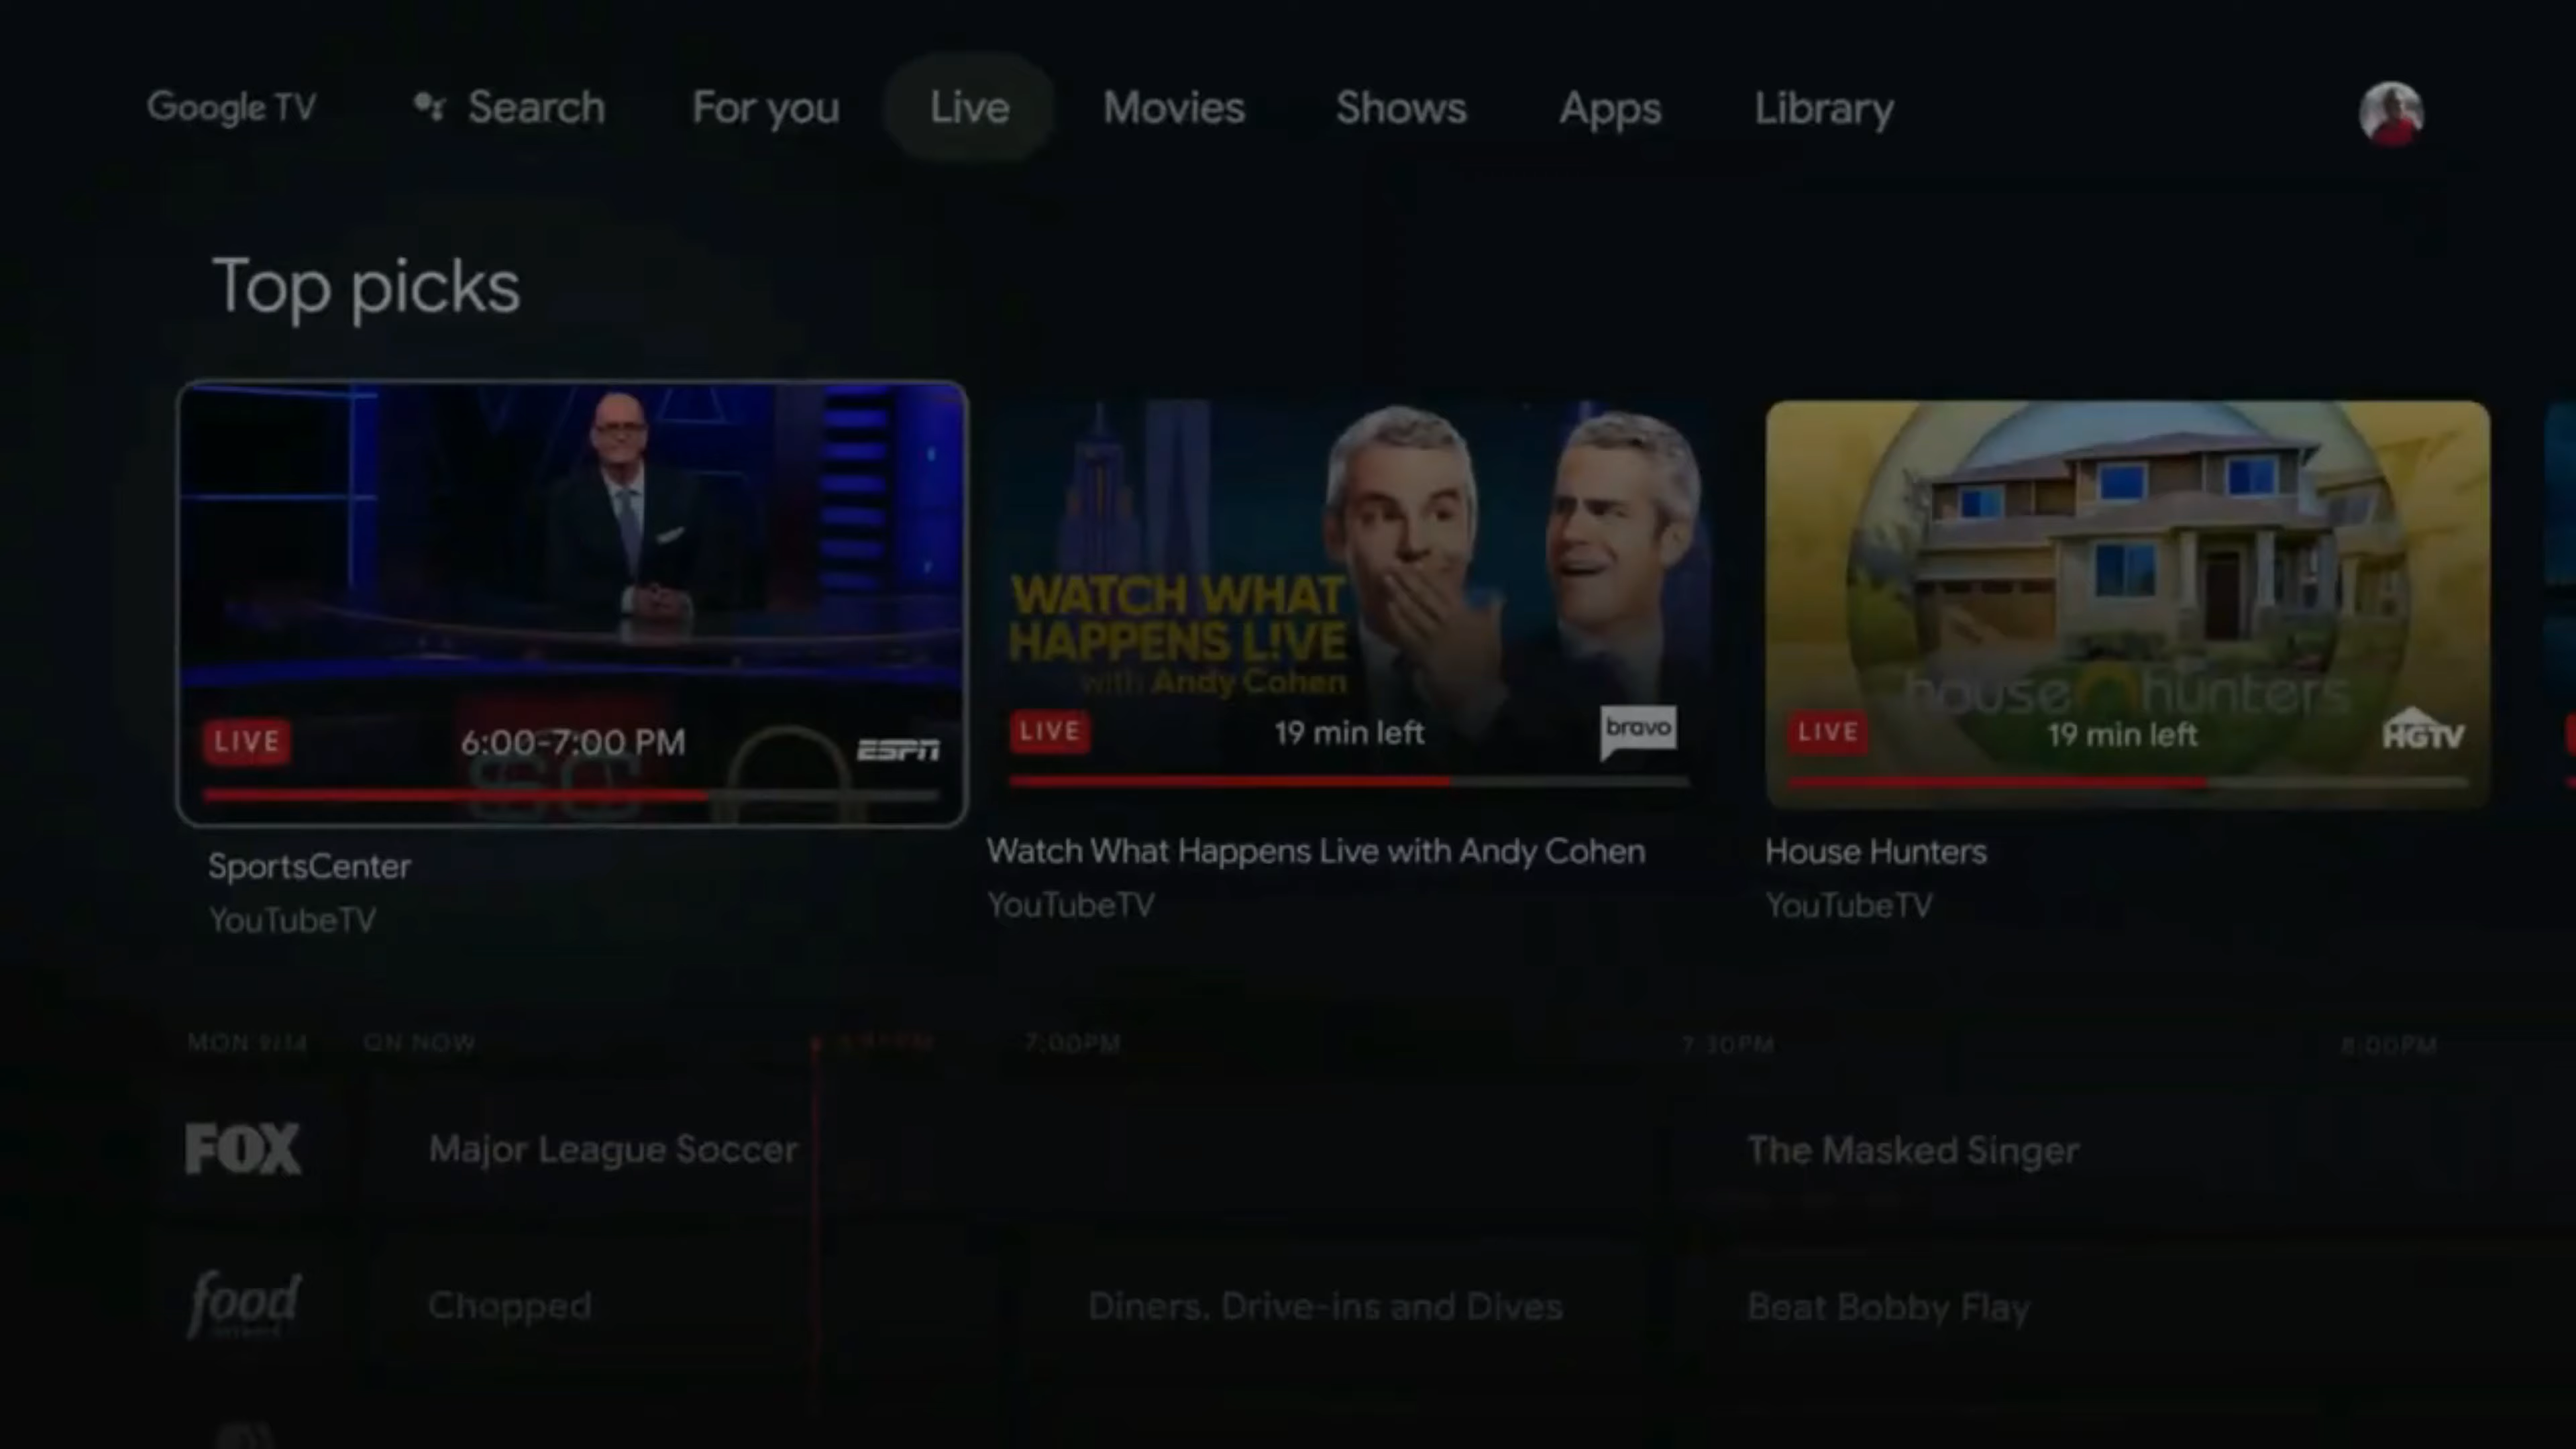 Google TV
Search
For you
Live
Movies
Shows
Apps
Library
Top picks
LIVE
6:00-7:00 PM
ESPN
SC
SportsCenter
YouTubeTV
WATCH WHAT
HAPPENS L!VE
with Andy Cohen
LIVE
19 min left
bravo
Watch What Happens Live with Andy Cohen
YouTubeTV
house hunters
LIVE
19 min left
HGTV
House Hunters
YouTubeTV
MON 9/14
ON NOW
7:00PM
7:30PM
8:00PM
FOX
Major League Soccer
The Masked Singer
food
Chopped
Diners, Drive-ins and Dives
Beat Bobby Flay